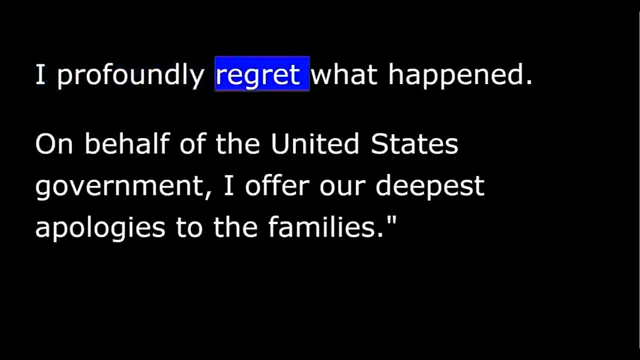 I profoundly regret what happened.
On behalf of the United States
government, I offer our deepest
apologies to the families."